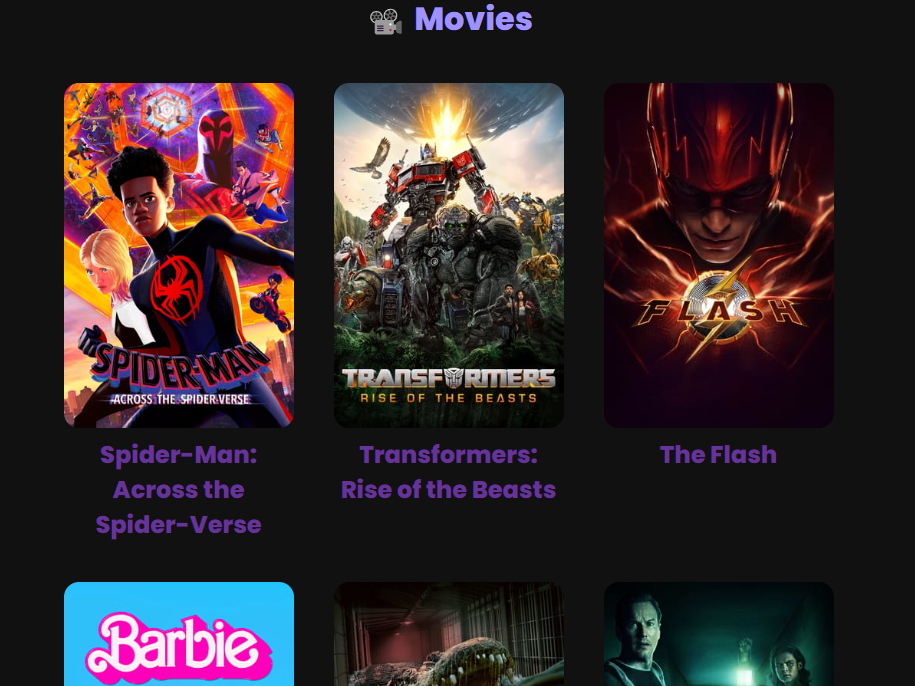 Movies
SPIDER-MAN
ACROSS THE SPIDER-VERSE
TRANSFORMERS
RISE OF THE BEASTS
FLASH
Spider-Man:
Across the
Spider-Verse
Transformers:
Rise of the Beasts
The Flash
Barbie